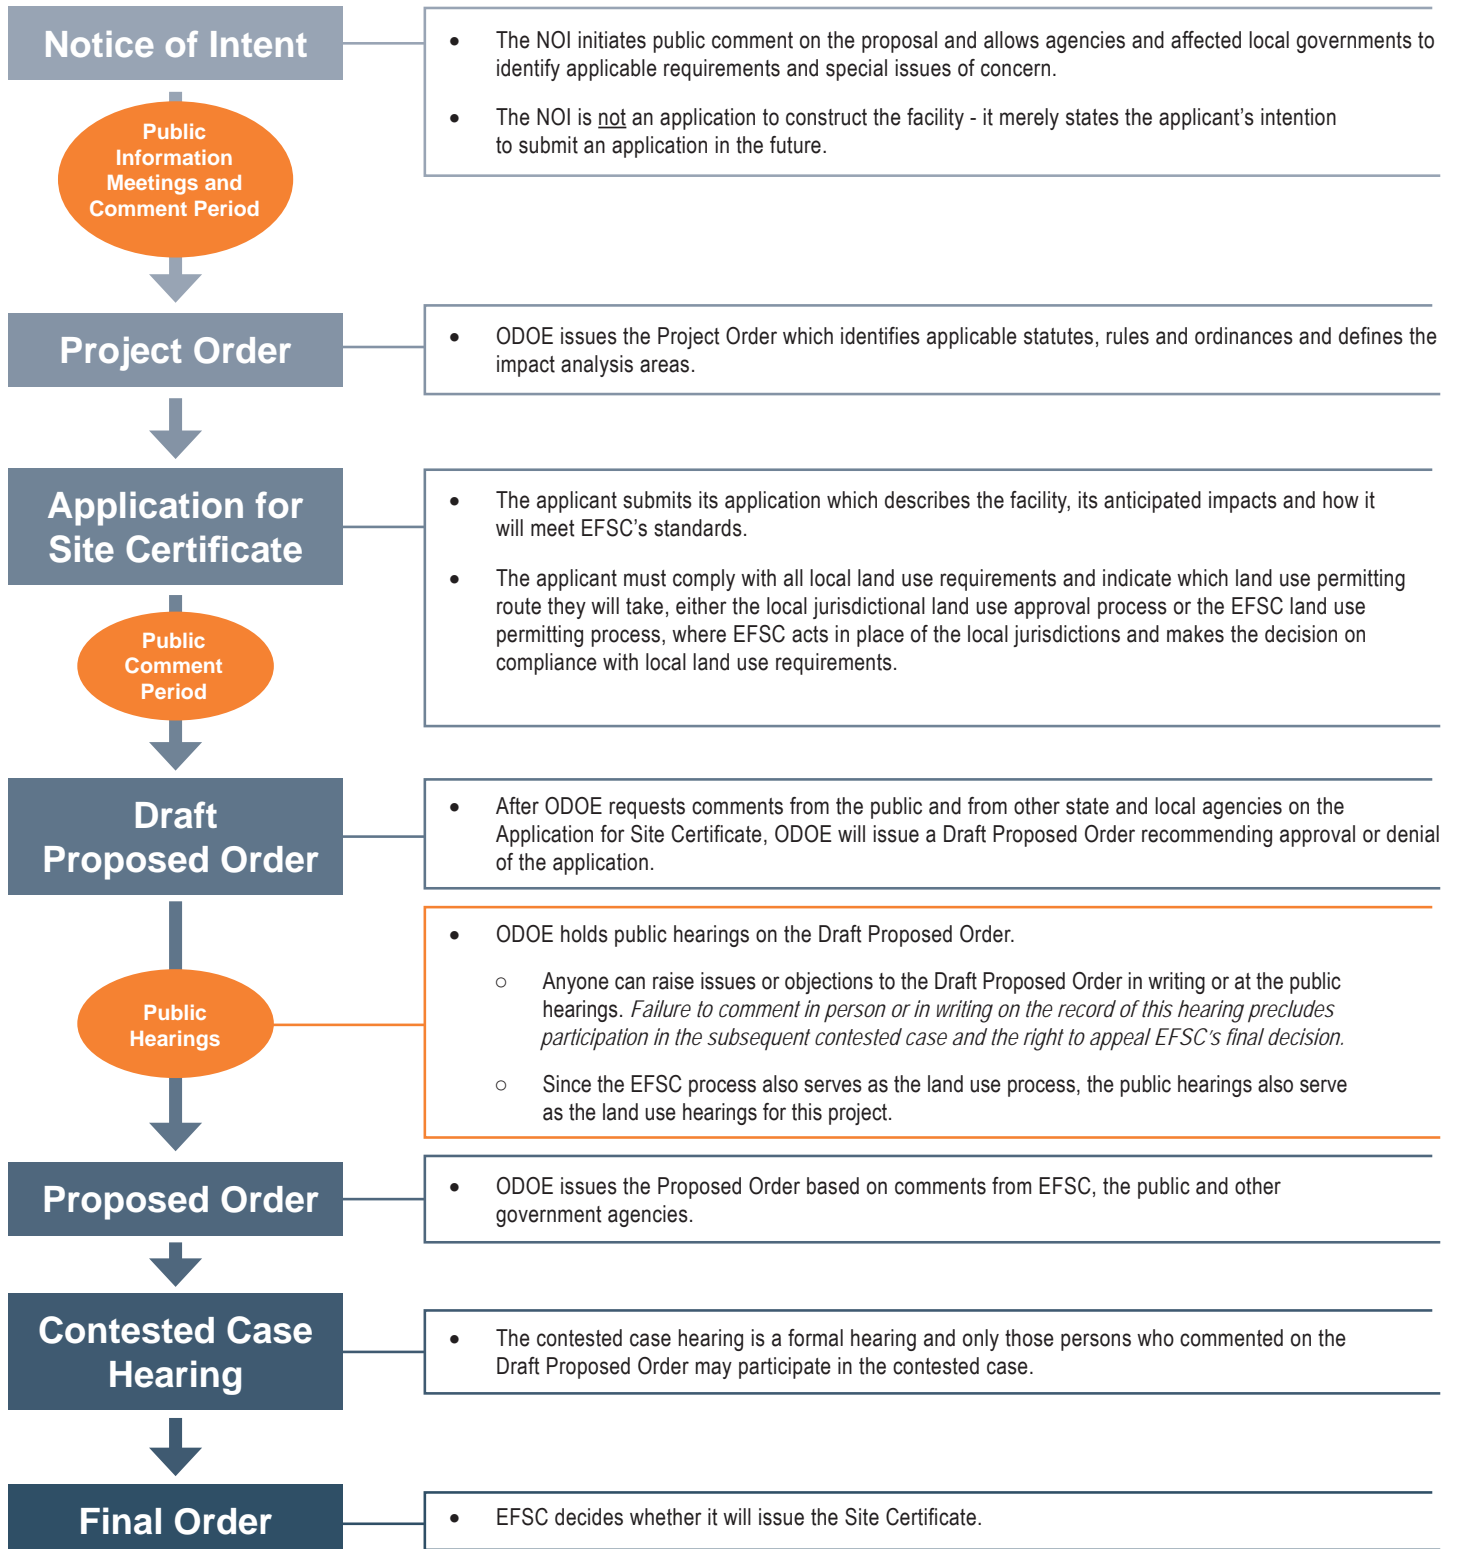 Notice of Intent
• The NOI initiates public comment on the proposal and allows agencies and affected local governments to
identify applicable requirements and special issues of concern.
• The NOI is not an application to construct the facility - it merely states the applicant's intention
to submit an application in the future.
Public
Information
Meetings and
Comment Period
Project Order
• ODOE issues the Project Order which identifies applicable statutes, rules and ordinances and defines the
impact analysis areas.
Application for
Site Certificate
• The applicant submits its application which describes the facility, its anticipated impacts and how it
will meet EFSC's standards.
• The applicant must comply with all local land use requirements and indicate which land use permitting
route they will take, either the local jurisdictional land use approval process or the EFSC land use
permitting process, where EFSC acts in place of the local jurisdictions and makes the decision on
compliance with local land use requirements.
Public
Comment
Period
Draft
Proposed Order
• After ODOE requests comments from the public and from other state and local agencies on the
Application for Site Certificate, ODOE will issue a Draft Proposed Order recommending approval or denial
of the application.
Public
Hearings
• ODOE holds public hearings on the Draft Proposed Order.
○ Anyone can raise issues or objections to the Draft Proposed Order in writing or at the public
hearings. Failure to comment in person or in writing on the record of this hearing precludes
participation in the subsequent contested case and the right to appeal EFSC's final decision.
○ Since the EFSC process also serves as the land use process, the public hearings also serve
as the land use hearings for this project.
Proposed Order
• ODOE issues the Proposed Order based on comments from EFSC, the public and other
government agencies.
Contested Case
Hearing
• The contested case hearing is a formal hearing and only those persons who commented on the
Draft Proposed Order may participate in the contested case.
Final Order
• EFSC decides whether it will issue the Site Certificate.